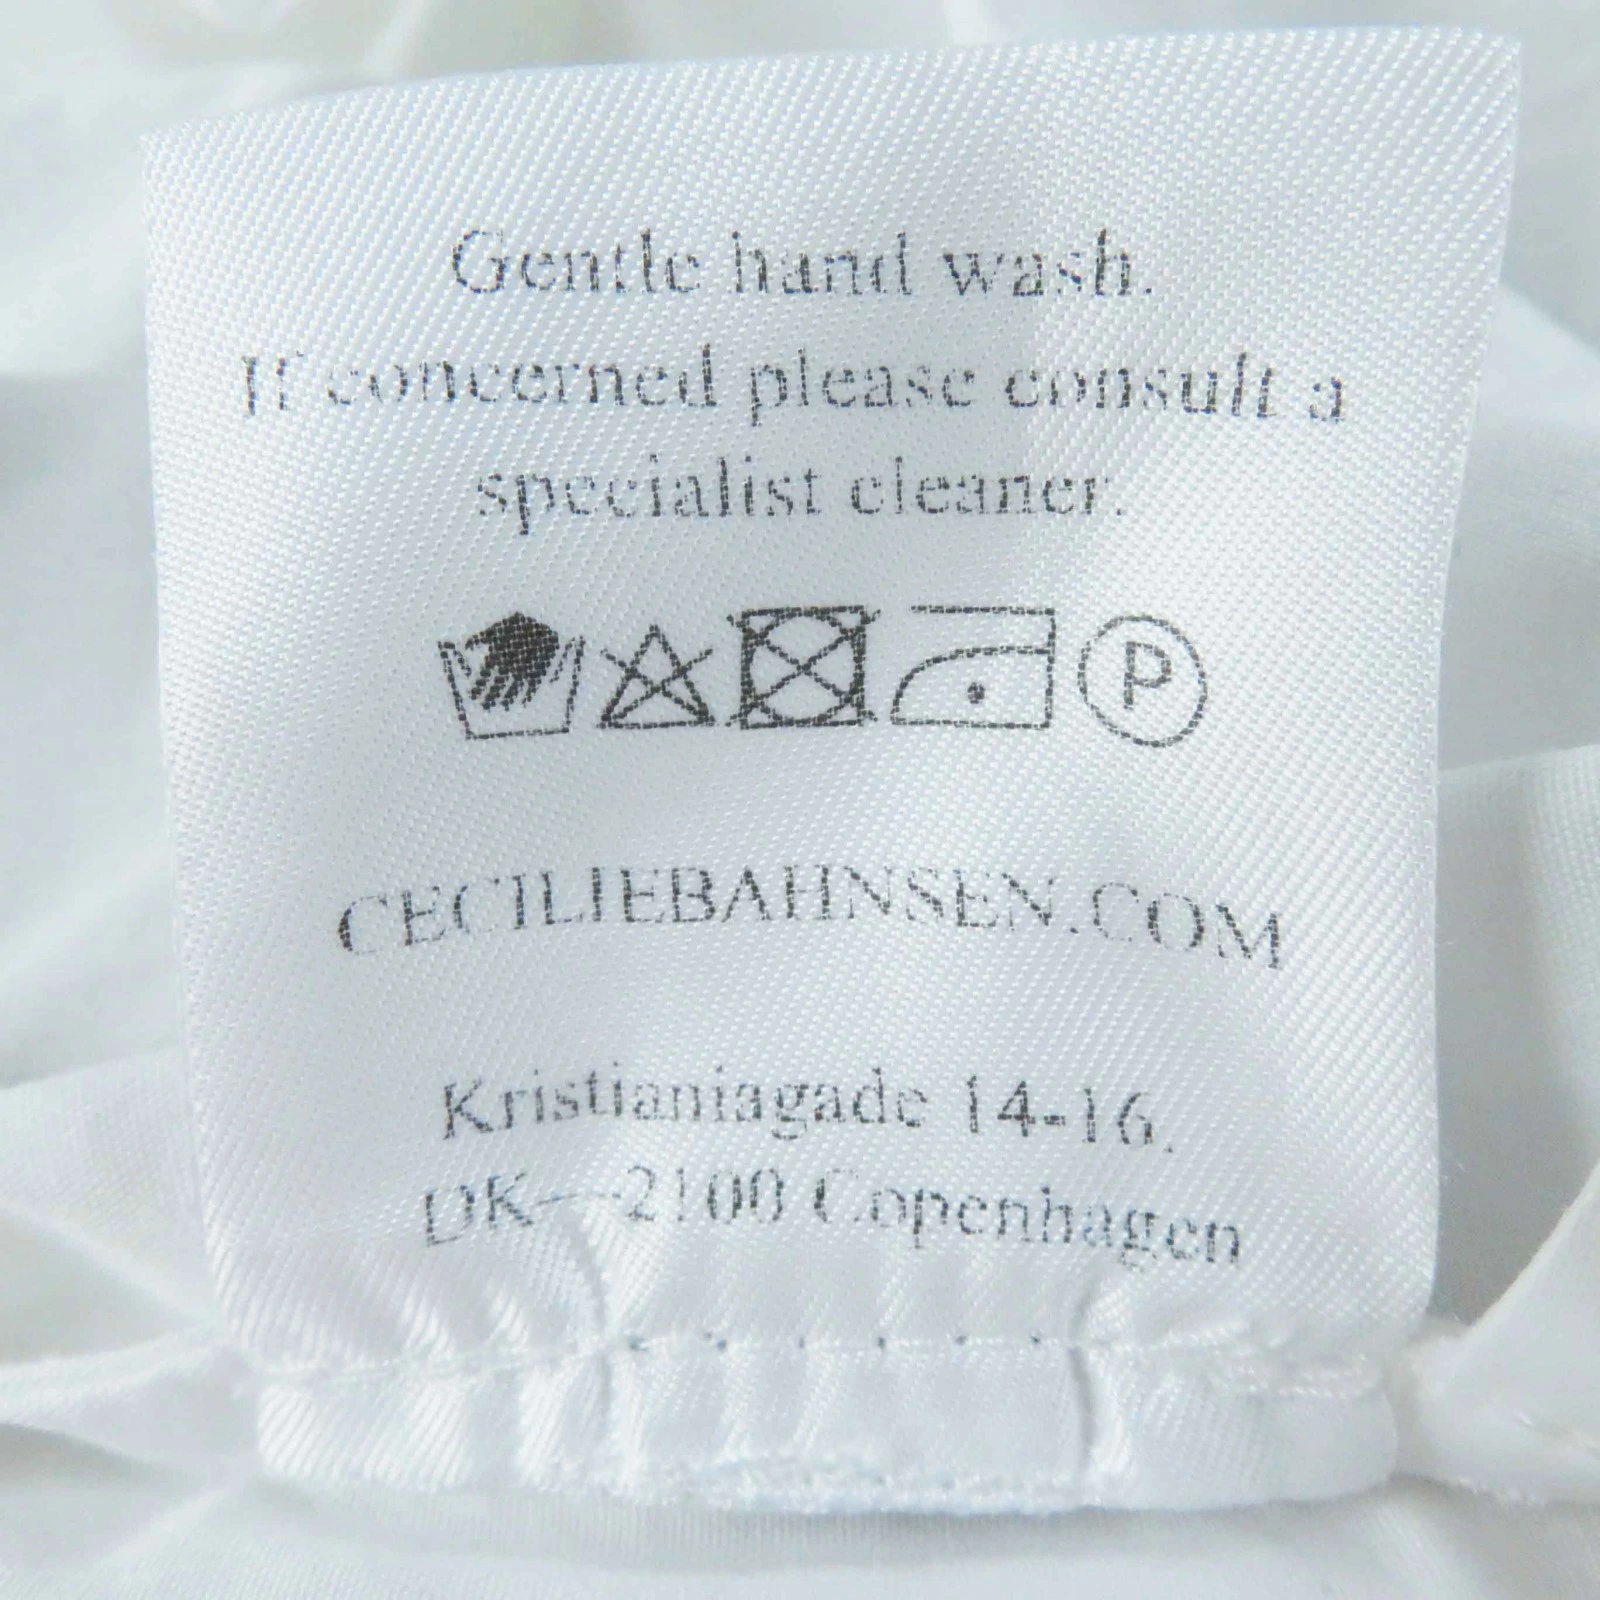 Gentle hand wash.
If concerned please consult a
specialist cleaner.
P
CECILIEBAHNSEN.COM
Kristianiagade 14-16.
DK—2100 Copenhagen